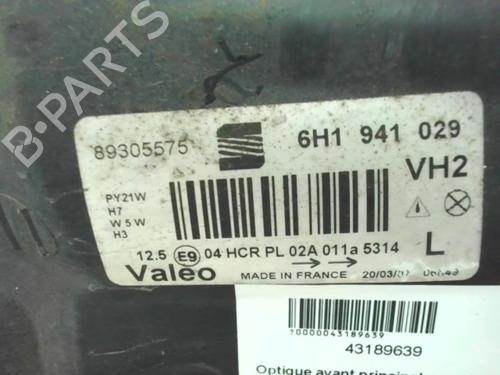 89305575 6H1 941 029
VH2
PY21W
H7
W 5 W
H3
12.5 E9 04 HCR PL 02A 011a 5314 L
Valeo MADE IN FRANCE
*00000043189639
43189639
Optique avant principal
B-PARTS